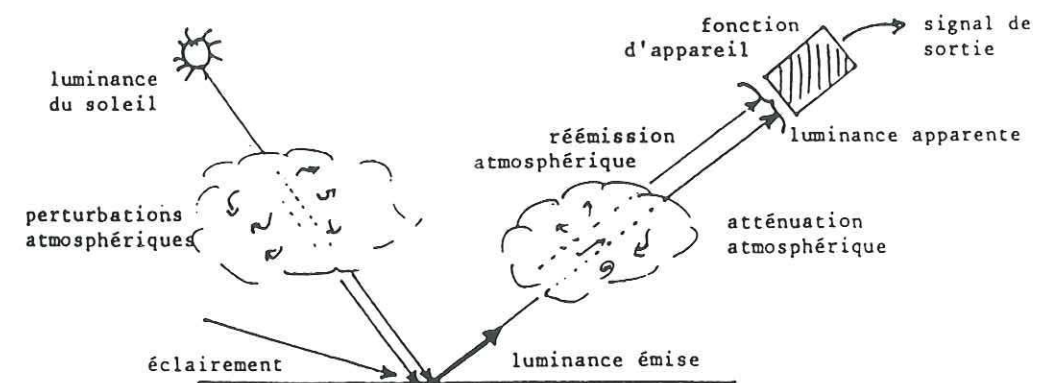 fonction
d'appareil
signal de
sortie
luminance
du soleil
réémission
atmosphérique
luminance apparente
perturbations
atmosphériques
atténuation
atmosphérique
éclairement
luminance émise